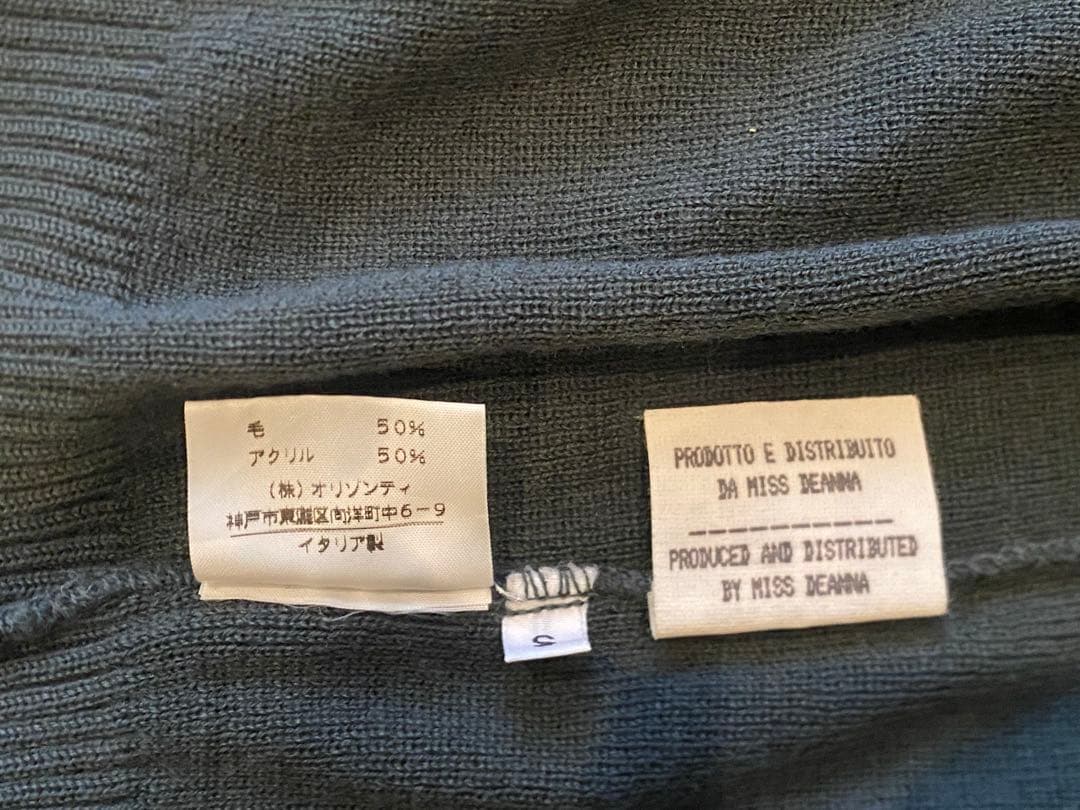 毛 50%
アクリル 50%
(株)オリゾンティ
神戸市東灘区向洋町中6-9
イタリア製
S
PRODOTTO E DISTRIBUITO
DA MISS DEANNA
PRODUCED AND DISTRIBUTED
BY MISS DEANNA